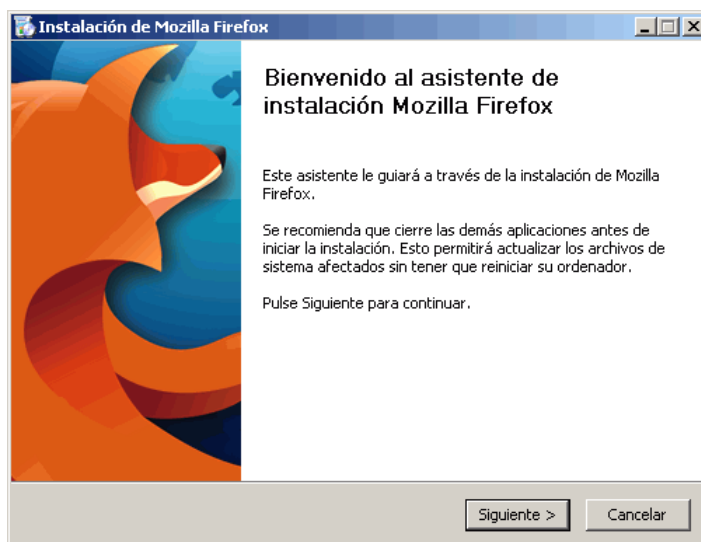 Instalación de Mozilla Firefox
Bienvenido al asistente de
instalación Mozilla Firefox
Este asistente le guiará a través de la instalación de Mozilla
Firefox.
Se recomienda que cierre las demás aplicaciones antes de
iniciar la instalación. Esto permitirá actualizar los archivos de
sistema afectados sin tener que reiniciar su ordenador.
Pulse Siguiente para continuar.
Siguiente >
Cancelar